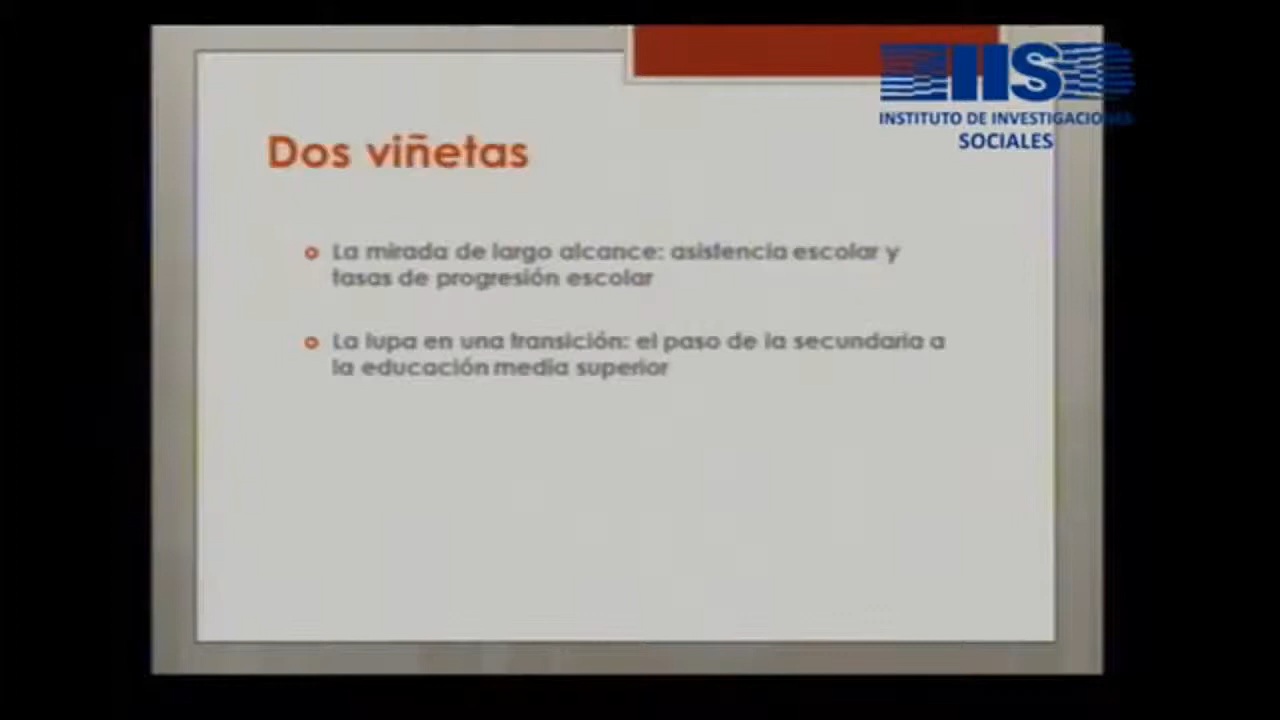 IIS
INSTITUTO DE INVESTIGACIONES
SOCIALES
Dos viñetas
La mirada de largo alcance: asistencia escolar y
tasas de progresión escolar
La lupa en una transición: el paso de la secundaria a
la educación media superior